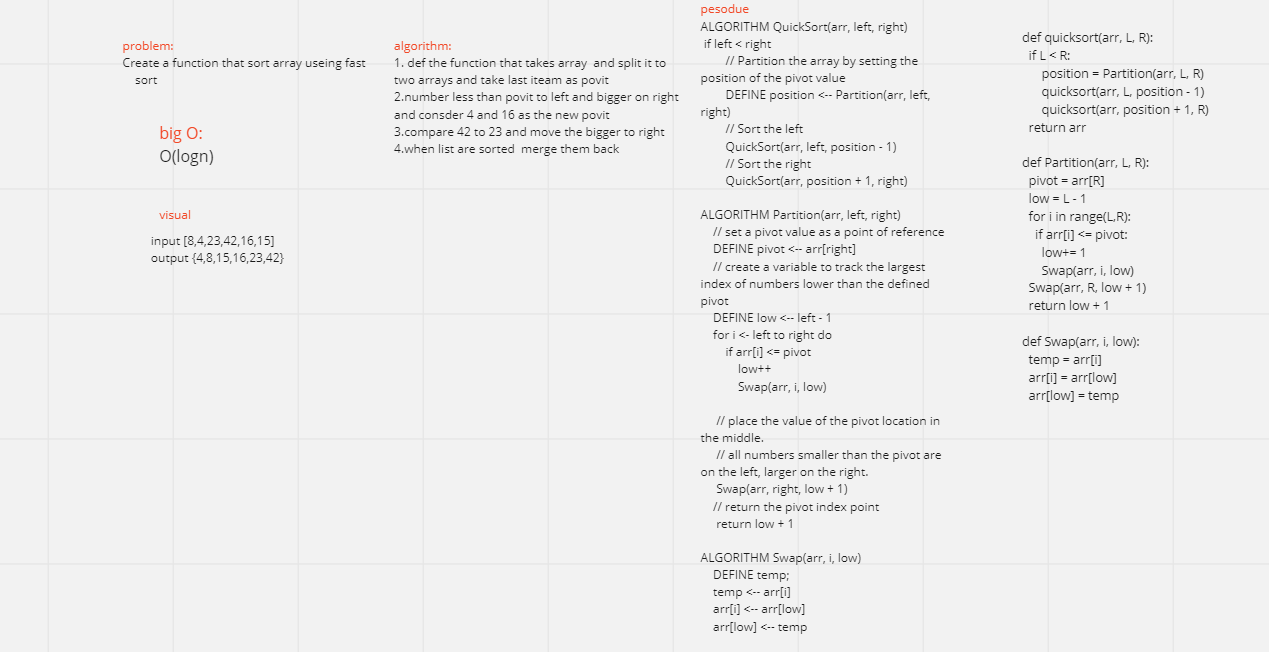 problem:
Create a function that sort array useing fast
sort
big O:
O(logn)
visual
input [8,4,23,42,16,15]
output {4,8,15,16,23,42}
algorithm:
1. def the function that takes array  and split it to
two arrays and take last iteam as povit
2.number less than povit to left and bigger on right
and consder 4 and 16 as the new povit
3.compare 42 to 23 and move the bigger to right
4.when list are sorted  merge them back
pesodue
ALGORITHM QuickSort(arr, left, right)
if left < right
// Partition the array by setting the
position of the pivot value
DEFINE position <-- Partition(arr, left,
right)
// Sort the left
QuickSort(arr, left, position - 1)
// Sort the right
QuickSort(arr, position + 1, right)
ALGORITHM Partition(arr, left, right)
// set a pivot value as a point of reference
DEFINE pivot <-- arr[right]
// create a variable to track the largest
index of numbers lower than the defined
pivot
DEFINE low <-- left - 1
for i <- left to right do
if arr[i] <= pivot
low++
Swap(arr, i, low)
// place the value of the pivot location in
the middle.
// all numbers smaller than the pivot are
on the left, larger on the right.
Swap(arr, right, low + 1)
// return the pivot index point
return low + 1
ALGORITHM Swap(arr, i, low)
DEFINE temp;
temp <-- arr[i]
arr[i] <-- arr[low]
arr[low] <-- temp
def quicksort(arr, L, R):
if L < R:
position = Partition(arr, L, R)
quicksort(arr, L, position - 1)
quicksort(arr, position + 1, R)
return arr
def Partition(arr, L, R):
pivot = arr[R]
low = L - 1
for i in range(L,R):
if arr[i] <= pivot:
low+= 1
Swap(arr, i, low)
Swap(arr, R, low + 1)
return low + 1
def Swap(arr, i, low):
temp = arr[i]
arr[i] = arr[low]
arr[low] = temp